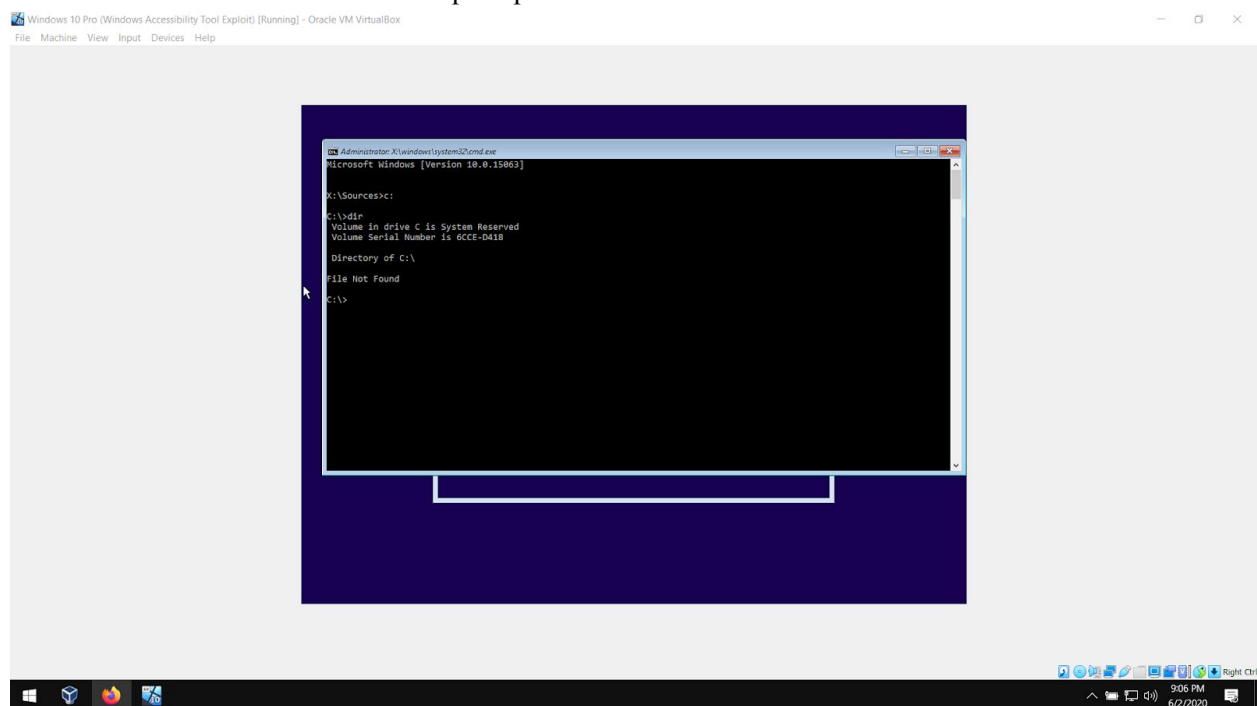 Windows 10 Pro (Windows Accessibility Tool Exploit) [Running] - Oracle VM VirtualBox
File Machine View Input Devices Help
Administrator: X:\windows\system32\cmd.exe
Microsoft Windows [Version 10.0.15063]
X:\Sources>c:
C:\>dir
Volume in drive C is System Reserved
Volume Serial Number is 6CCE-D418
Directory of C:\
File Not Found
C:\>
Right Ctrl
9:06 PM
6/2/2020